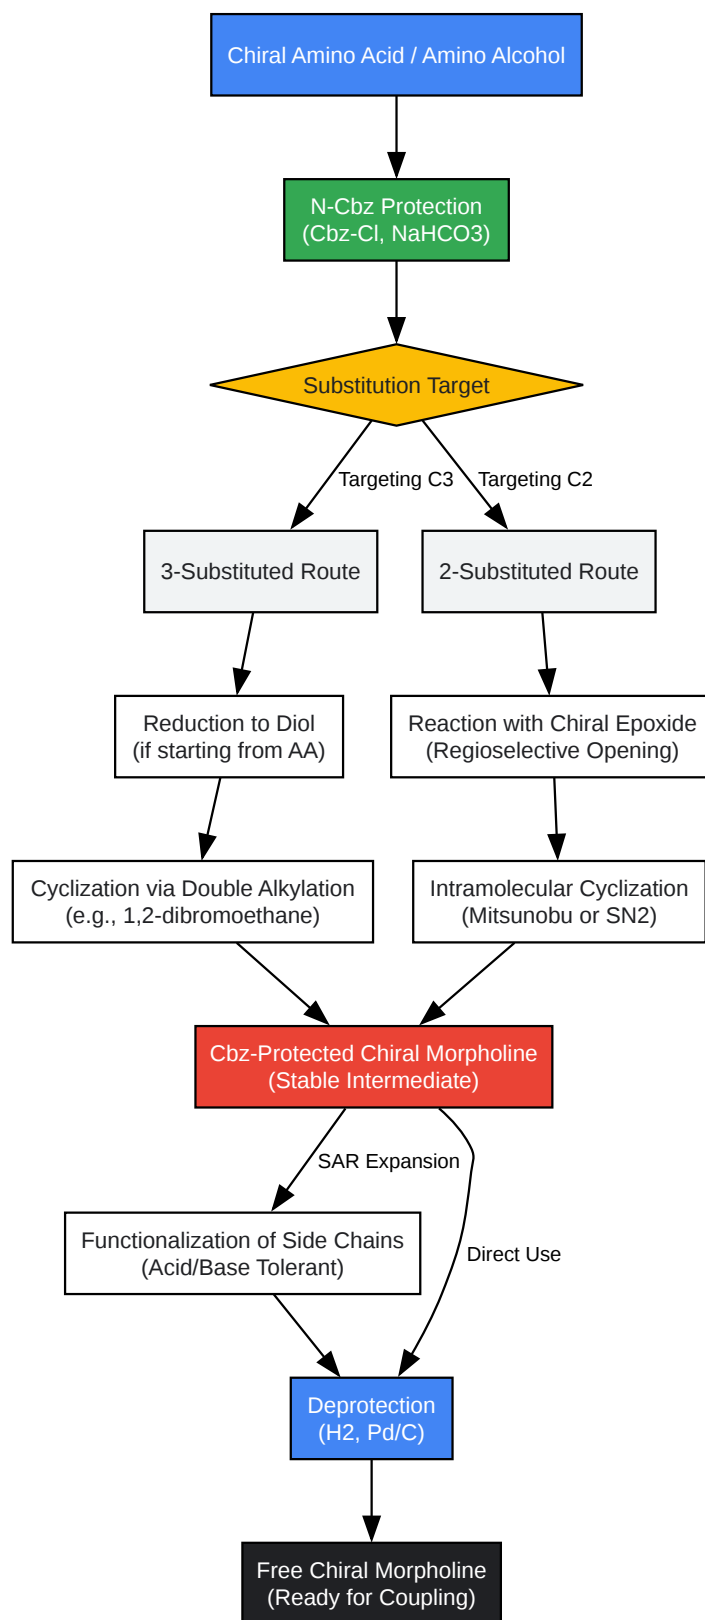 Chiral Amino Acid / Amino Alcohol
N-Cbz Protection
(Cbz-Cl, NaHCO3)
Substitution Target
Targeting C3
Targeting C2
3-Substituted Route
2-Substituted Route
Reduction to Diol
(if starting from AA)
Reaction with Chiral Epoxide
(Regioselective Opening)
Cyclization via Double Alkylation
(e.g., 1,2-dibromoethane)
Intramolecular Cyclization
(Mitsunobu or SN2)
Cbz-Protected Chiral Morpholine
(Stable Intermediate)
SAR Expansion
Functionalization of Side Chains
(Acid/Base Tolerant)
Direct Use
Deprotection
(H2, Pd/C)
Free Chiral Morpholine
(Ready for Coupling)